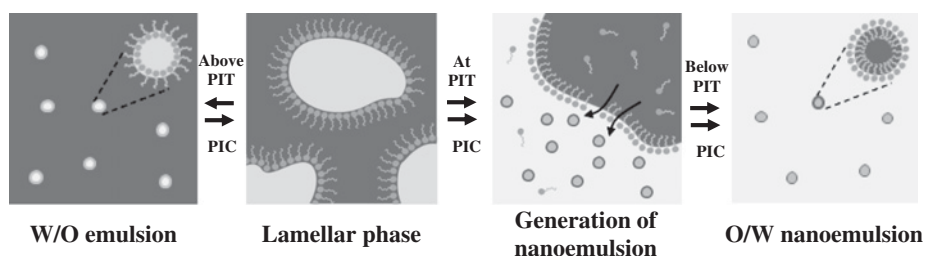 Above
PIT
PIC
At
PIT
PIC
Below
PIT
PIC
W/O emulsion
Lamellar phase
Generation of
nanoemulsion
O/W nanoemulsion